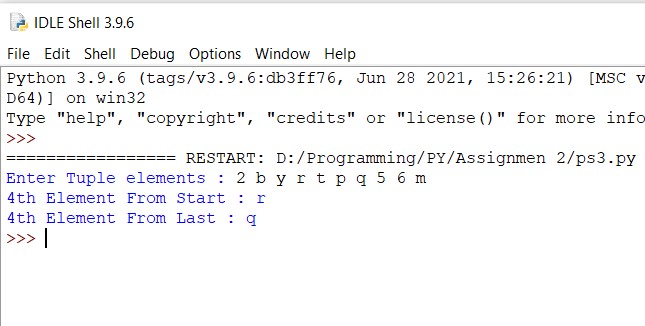 IDLE Shell 3.9.6
File Edit Shell Debug Options Window Help
Python 3.9.6 (tags/v3.9.6:db3ff76, Jun 28 2021, 15:26:21) [MSC v
D64)] on win32
Type "help", "copyright", "credits" or "license()" for more info
>>>
================= RESTART: D:/Programming/PY/Assignmen 2/ps3.py
Enter Tuple elements : 2 b y r t p q 5 6 m
4th Element From Start : r
4th Element From Last : q
>>>